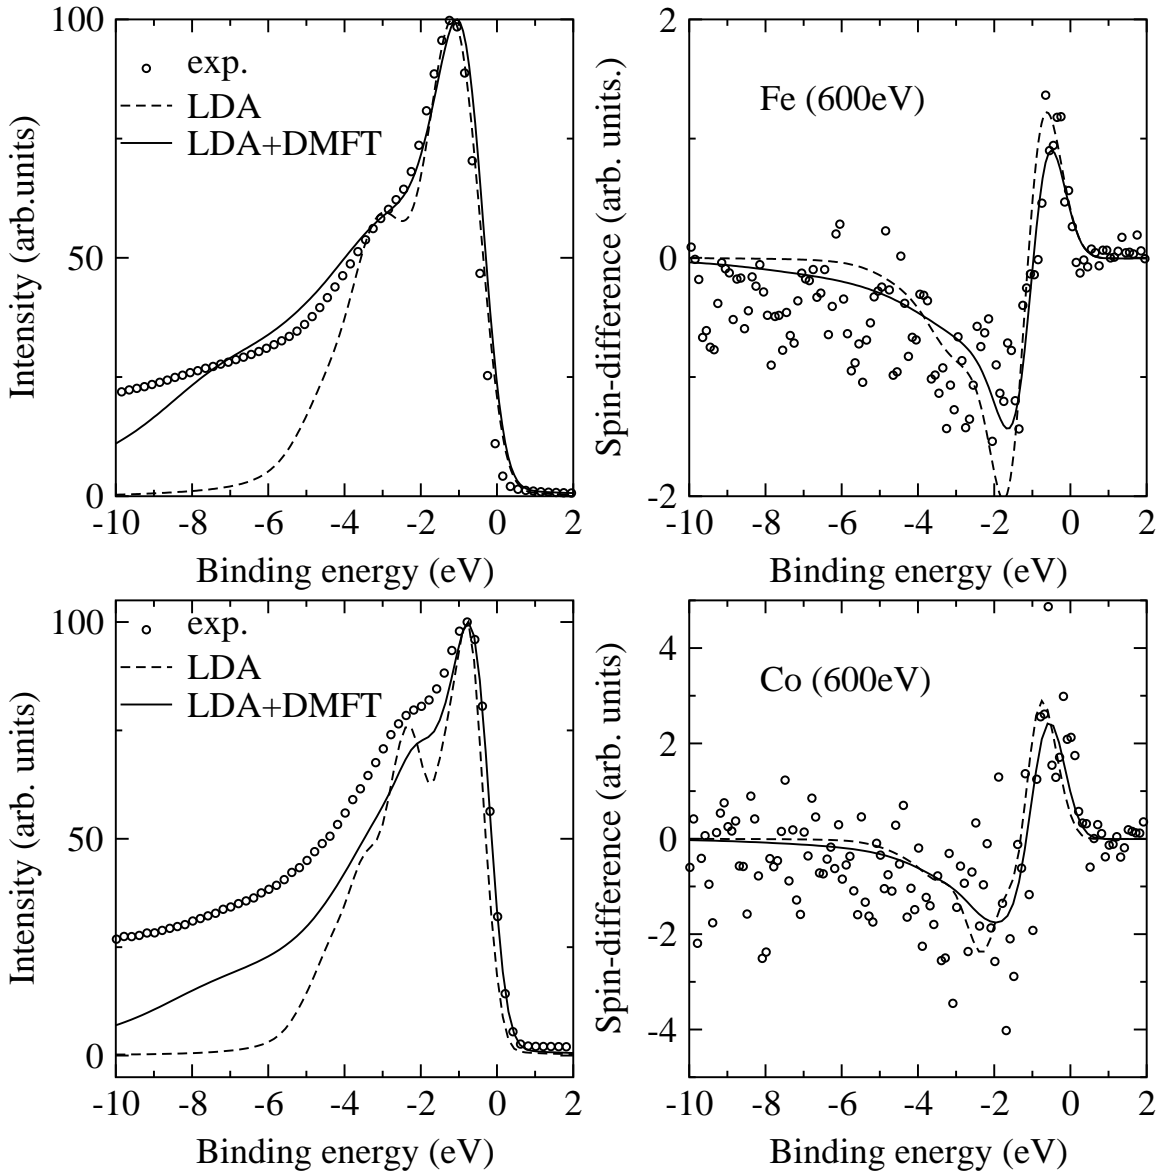 100
50
0
Intensity (arb.units)
exp.
LDA
LDA+DMFT
-10 -8 -6 -4 -2 0 2
Binding energy (eV)
2
1
0
-1
-2
Spin-difference (arb. units.)
Fe (600eV)
-10 -8 -6 -4 -2 0 2
Binding energy (eV)
100
50
0
Intensity (arb. units)
exp.
LDA
LDA+DMFT
-10 -8 -6 -4 -2 0 2
Binding energy (eV)
4
2
0
-2
-4
Spin-difference (arb. units)
Co (600eV)
-10 -8 -6 -4 -2 0 2
Binding energy (eV)